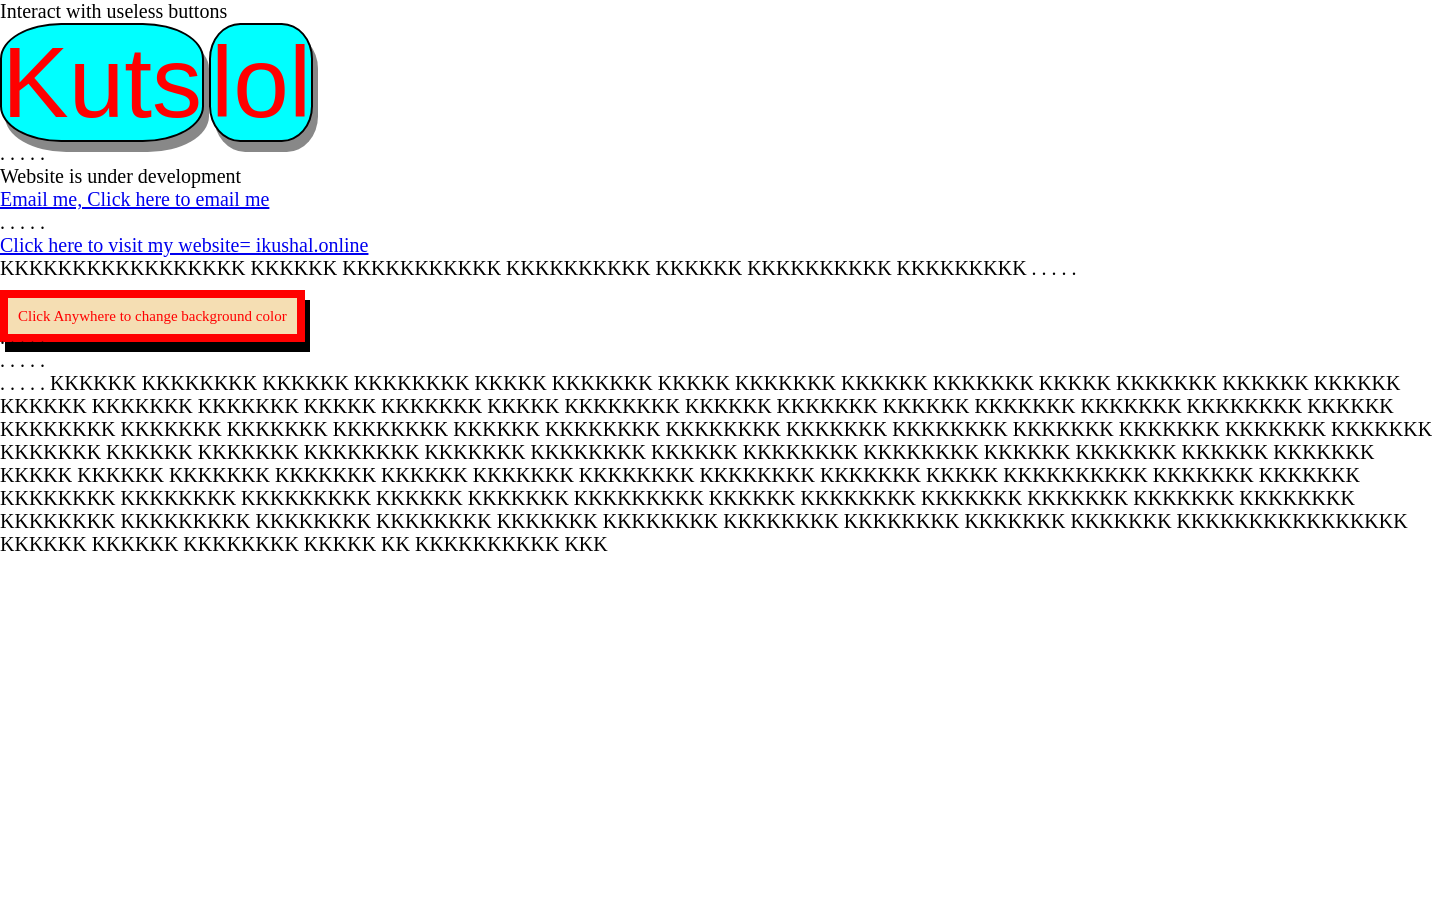 Interact with useless buttons
Kuts lol
. . . . .
Website is under development
Email me, Click here to email me
. . . . .
Click here to visit my website= ikushal.online
KKKKKKKKKKKKKKKKK KKKKKK KKKKKKKKKKK KKKKKKKKKK KKKKKK KKKKKKKKKK KKKKKKKKK . . . . .
Click Anywhere to change background color
. . . . .
. . . . . KKKKKK KKKKKKKK KKKKKK KKKKKKKK KKKKK KKKKKKK KKKKK KKKKKKK KKKKKK KKKKKKK KKKKK KKKKKKK KKKKKK KKKKKK
KKKKKK KKKKKKK KKKKKKK KKKKK KKKKKKK KKKKK KKKKKKKK KKKKKK KKKKKKK KKKKKK KKKKKKK KKKKKKK KKKKKKKK KKKKKK
KKKKKKKK KKKKKKK KKKKKKK KKKKKKKK KKKKKK KKKKKKKK KKKKKKKK KKKKKKK KKKKKKKK KKKKKKK KKKKKKK KKKKKKK KKKKKKK
KKKKKKK KKKKKK KKKKKKK KKKKKKKK KKKKKKK KKKKKKKK KKKKKK KKKKKKKK KKKKKKKK KKKKKK KKKKKKK KKKKKK KKKKKKK
KKKKK KKKKKK KKKKKKK KKKKKKK KKKKKK KKKKKKK KKKKKKKK KKKKKKKK KKKKKKK KKKKK KKKKKKKKKK KKKKKKK KKKKKKK
KKKKKKKK KKKKKKKK KKKKKKKKK KKKKKK KKKKKKK KKKKKKKKK KKKKKK KKKKKKKK KKKKKKK KKKKKKK KKKKKKK KKKKKKKK
KKKKKKKK KKKKKKKKK KKKKKKKK KKKKKKKK KKKKKKK KKKKKKKK KKKKKKKK KKKKKKKK KKKKKKK KKKKKKK KKKKKKKKKKKKKKKK
KKKKKK KKKKKK KKKKKKKK KKKKK KK KKKKKKKKKK KKK